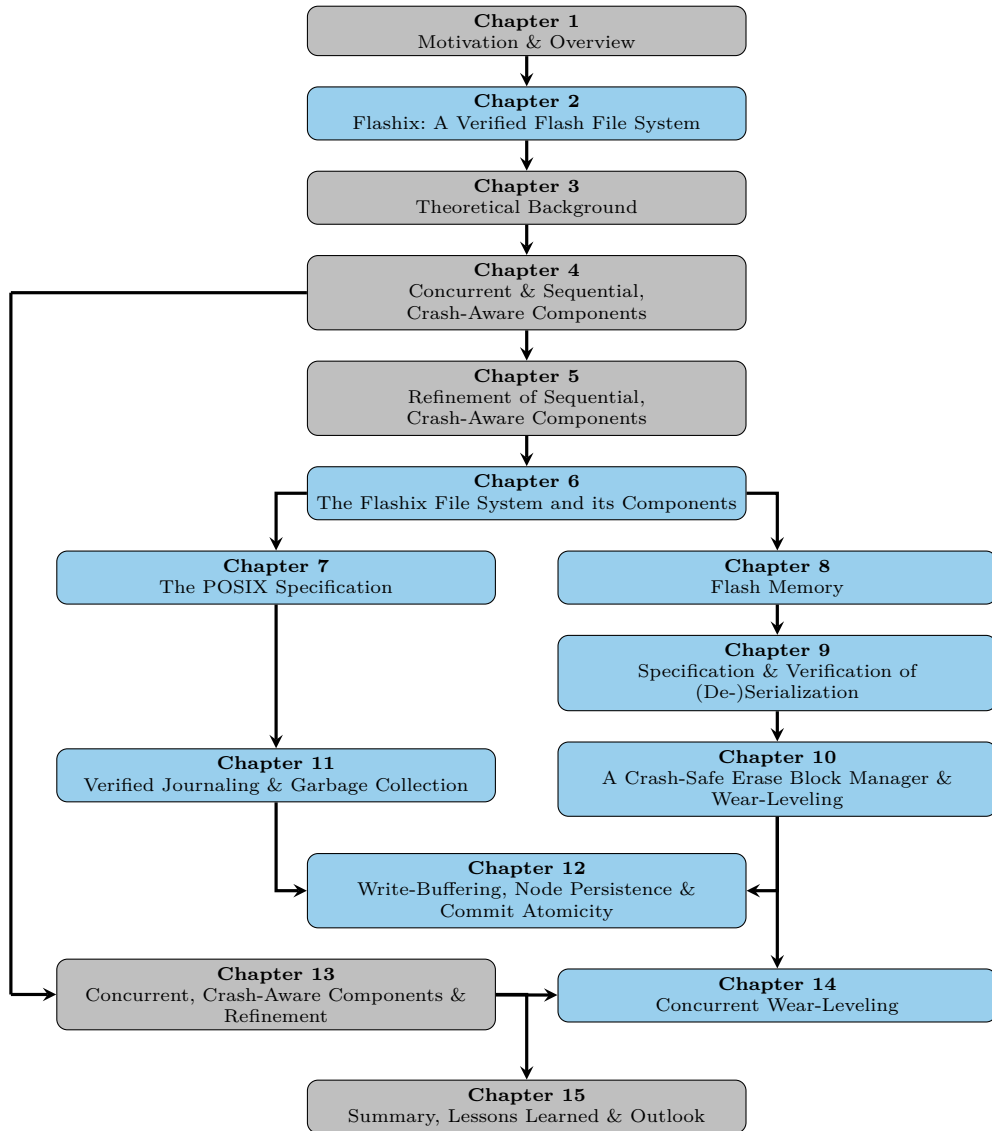 Chapter 1
Motivation & Overview
Chapter 2
Flashix: A Verified Flash File System
Chapter 3
Theoretical Background
Chapter 4
Concurrent & Sequential,
Crash-Aware Components
Chapter 5
Refinement of Sequential,
Crash-Aware Components
Chapter 6
The Flashix File System and its Components
Chapter 7
The POSIX Specification
Chapter 8
Flash Memory
Chapter 9
Specification & Verification of
(De-)Serialization
Chapter 10
A Crash-Safe Erase Block Manager &
Wear-Leveling
Chapter 11
Verified Journaling & Garbage Collection
Chapter 12
Write-Buffering, Node Persistence &
Commit Atomicity
Chapter 13
Concurrent, Crash-Aware Components &
Refinement
Chapter 14
Concurrent Wear-Leveling
Chapter 15
Summary, Lessons Learned & Outlook